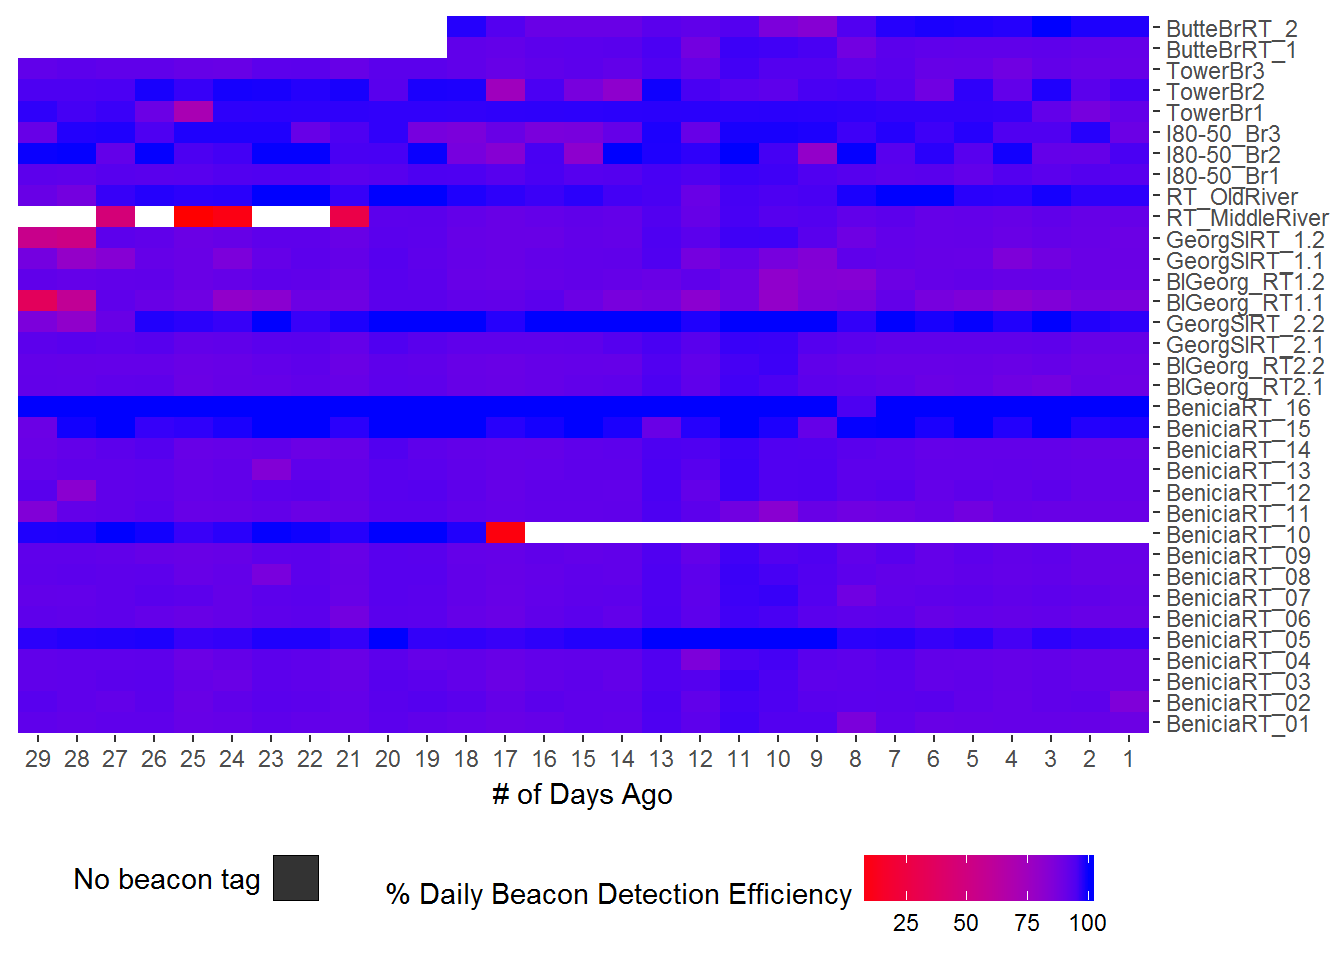 ButteBrRT_2
ButteBrRT_1
TowerBr3
TowerBr2
TowerBr1
I80-50_Br3
I80-50_Br2
I80-50_Br1
RT_OldRiver
RT_MiddleRiver
GeorgSlRT_1.2
GeorgSlRT_1.1
BlGeorg_RT1.2
BlGeorg_RT1.1
GeorgSlRT_2.2
GeorgSlRT_2.1
BlGeorg_RT2.2
BlGeorg_RT2.1
BeniciaRT_16
BeniciaRT_15
BeniciaRT_14
BeniciaRT_13
BeniciaRT_12
BeniciaRT_11
BeniciaRT_10
BeniciaRT_09
BeniciaRT_08
BeniciaRT_07
BeniciaRT_06
BeniciaRT_05
BeniciaRT_04
BeniciaRT_03
BeniciaRT_02
BeniciaRT_01
29 28 27 26 25 24 23 22 21 20 19 18 17 16 15 14 13 12 11 10 9 8 7 6 5 4 3 2 1
# of Days Ago
No beacon tag
% Daily Beacon Detection Efficiency
25 50 75 100